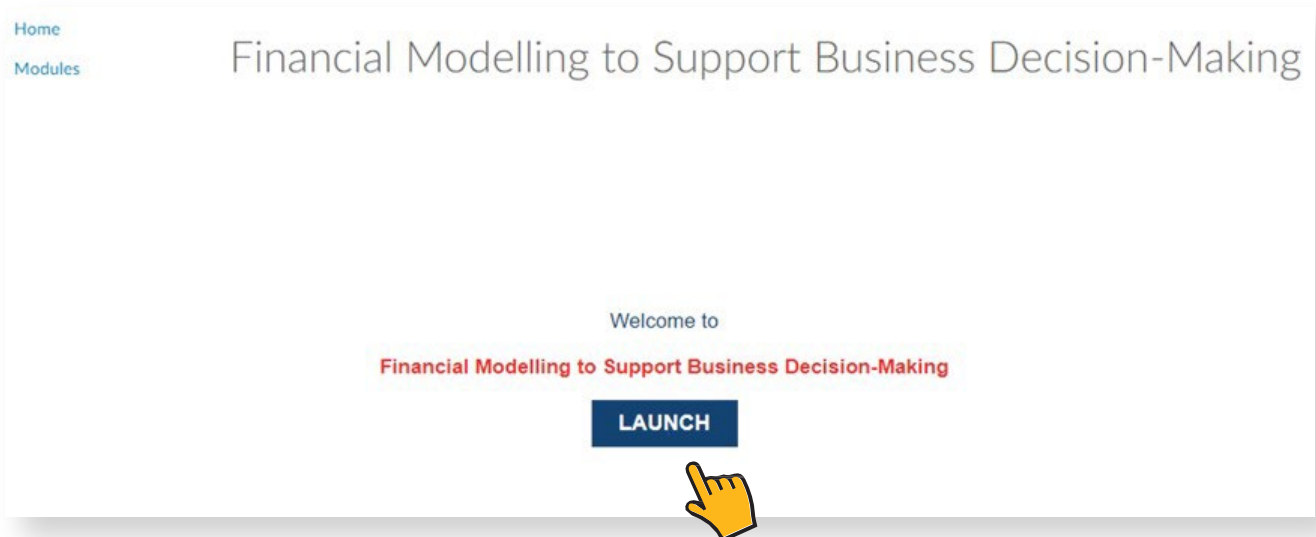 Home
Modules
Financial Modelling to Support Business Decision-Making
Welcome to
Financial Modelling to Support Business Decision-Making
LAUNCH